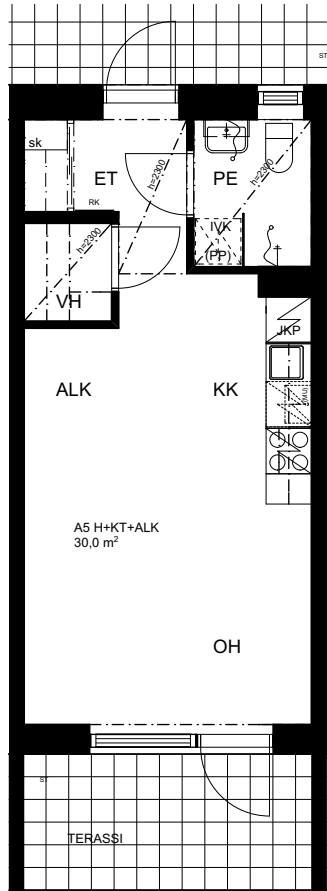 ST
sk
ET
PE
h=2300
h=2300
RK
IVK
(PP)
h=2300
VH
JKP
ALK
KK
(MU)
A5 H+KT+ALK
30,0 m²
OH
ST
TERASSI